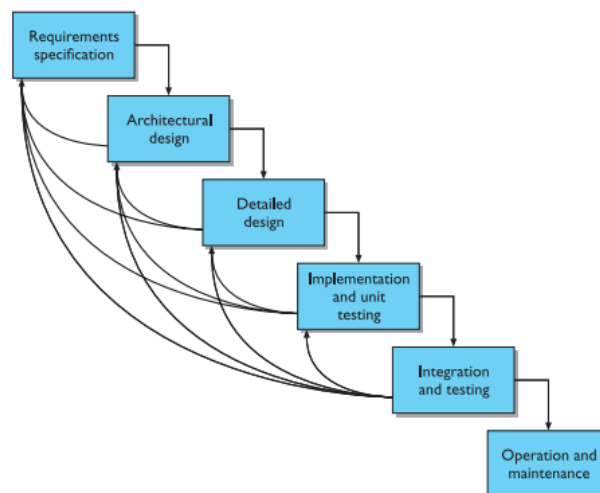 Requirements
specification
Architectural
design
Detailed
design
Implementation
and unit
testing
Integration
and testing
Operation and
maintenance